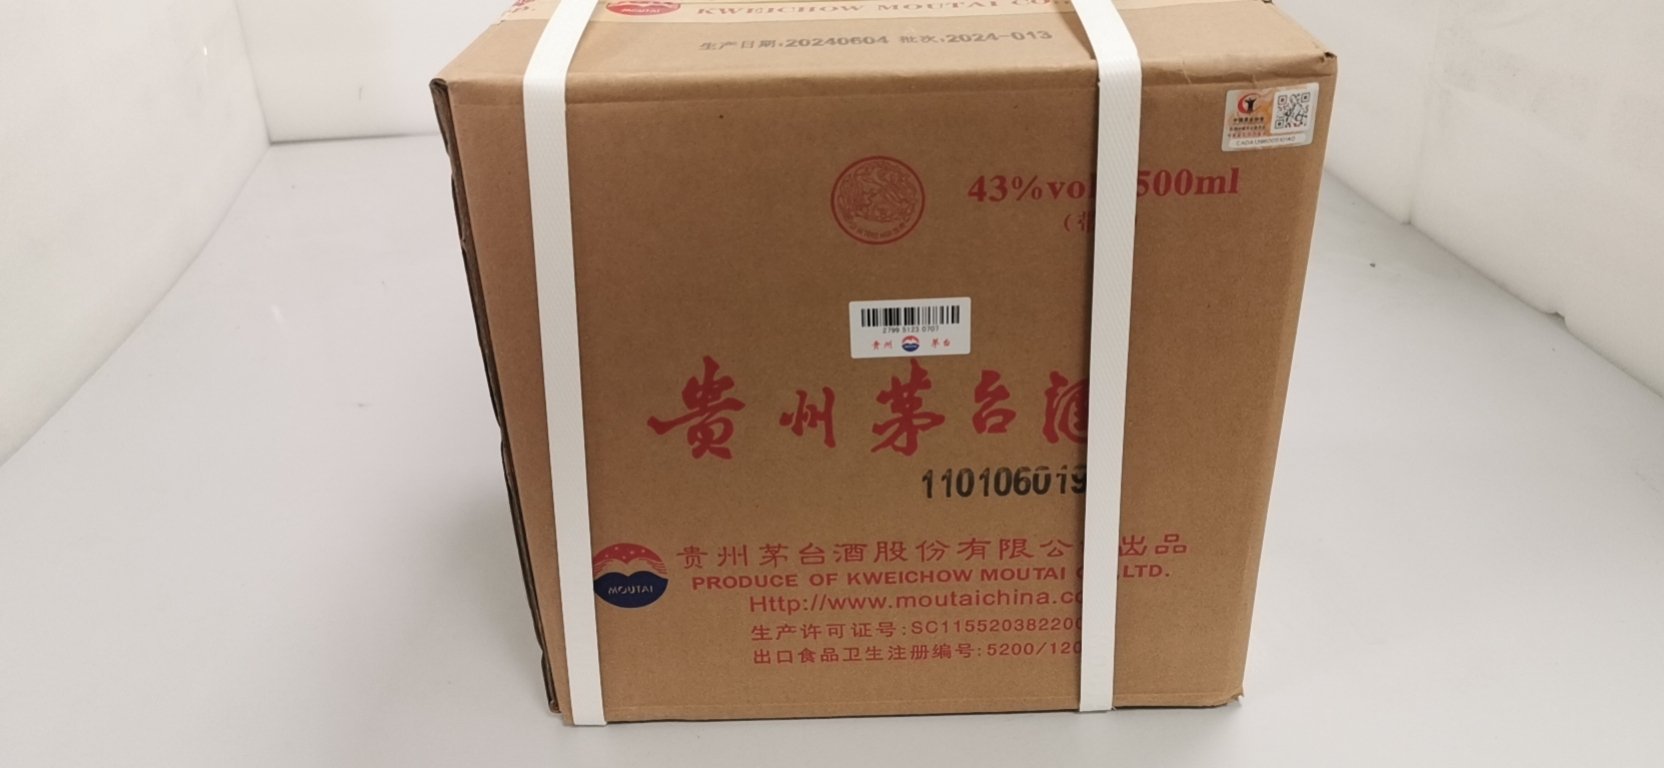 KWEICHOW MOUTAI CO.,
生产日期:20240604 批次:2024-013
43%vol 500ml
2799 5123 0707
贵州 茅台
贵州茅台酒
110106019
贵州茅台酒股份有限公 出品
MOUTAI
PRODUCE OF KWEICHOW MOUTAI LTD.
Http://www.moutaichina.co
生产许可证号:SC11552038220
出口食品卫生注册编号:5200/120